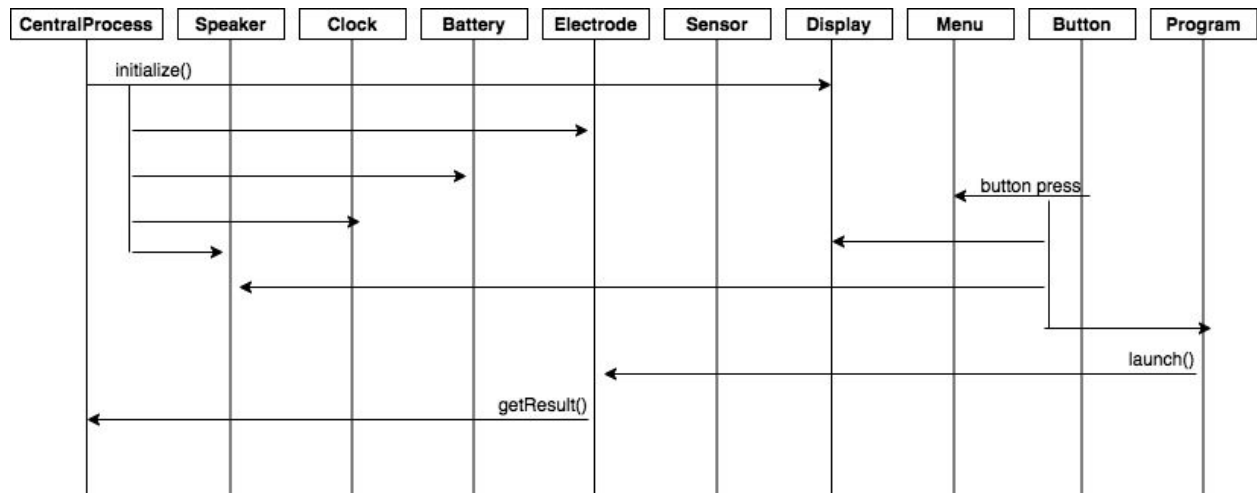 CentralProcess
Speaker
Clock
Battery
Electrode
Sensor
Display
Menu
Button
Program
initialize()
button press
launch()
getResult()